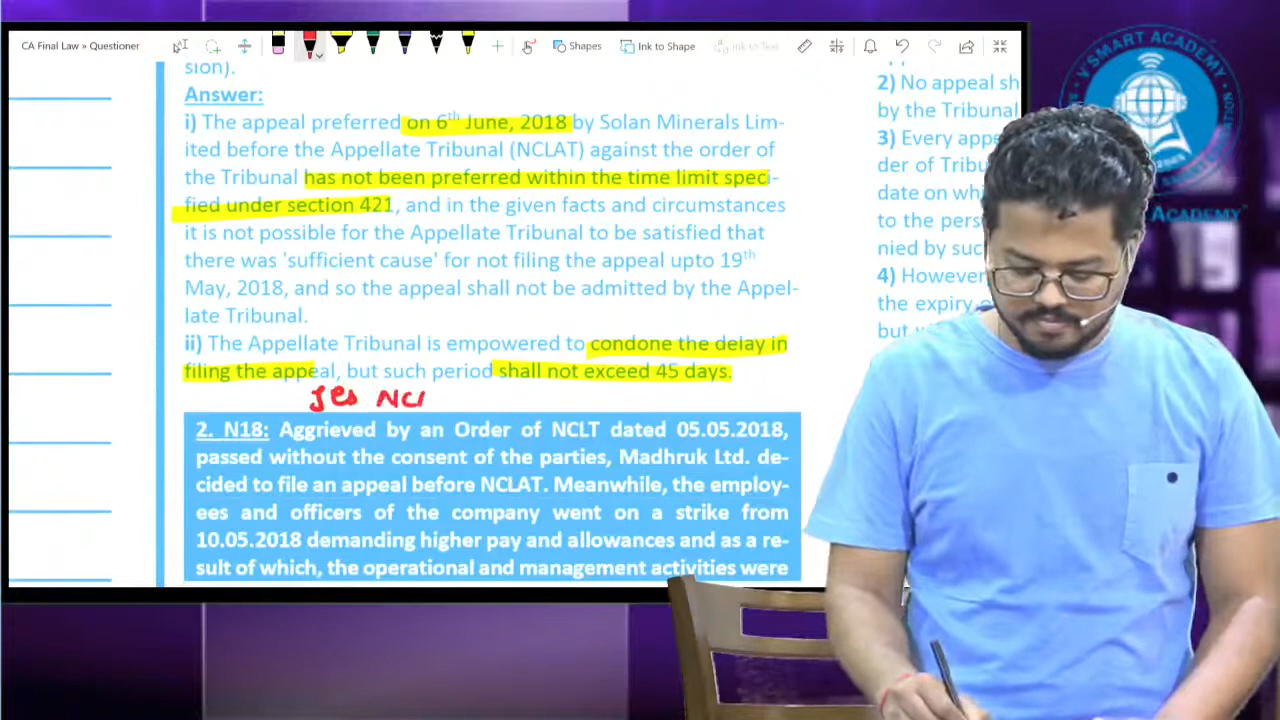 CA Final Law » Questioner
Shapes
Ink to Shape
Ink to Text
sion).
Answer:
i) The appeal preferred on 6th June, 2018 by Solan Minerals Lim-
ited before the Appellate Tribunal (NCLAT) against the order of
the Tribunal has not been preferred within the time limit speci-
fied under section 421, and in the given facts and circumstances
it is not possible for the Appellate Tribunal to be satisfied that
there was 'sufficient cause' for not filing the appeal upto 19th
May, 2018, and so the appeal shall not be admitted by the Appel-
late Tribunal.
ii) The Appellate Tribunal is empowered to condone the delay in
filing the appeal, but such period shall not exceed 45 days.
yes NCL
2. N18: Aggrieved by an Order of NCLT dated 05.05.2018,
passed without the consent of the parties, Madhruk Ltd. de-
cided to file an appeal before NCLAT. Meanwhile, the employ-
ees and officers of the company went on a strike from
10.05.2018 demanding higher pay and allowances and as a re-
sult of which, the operational and management activities were
2) No appeal sh
by the Tribunal
3) Every appe
der of Tribu
date on whi
to the pers
nied by suc
4) However
the expiry
V'SMART ACADEMY
ACADEMY